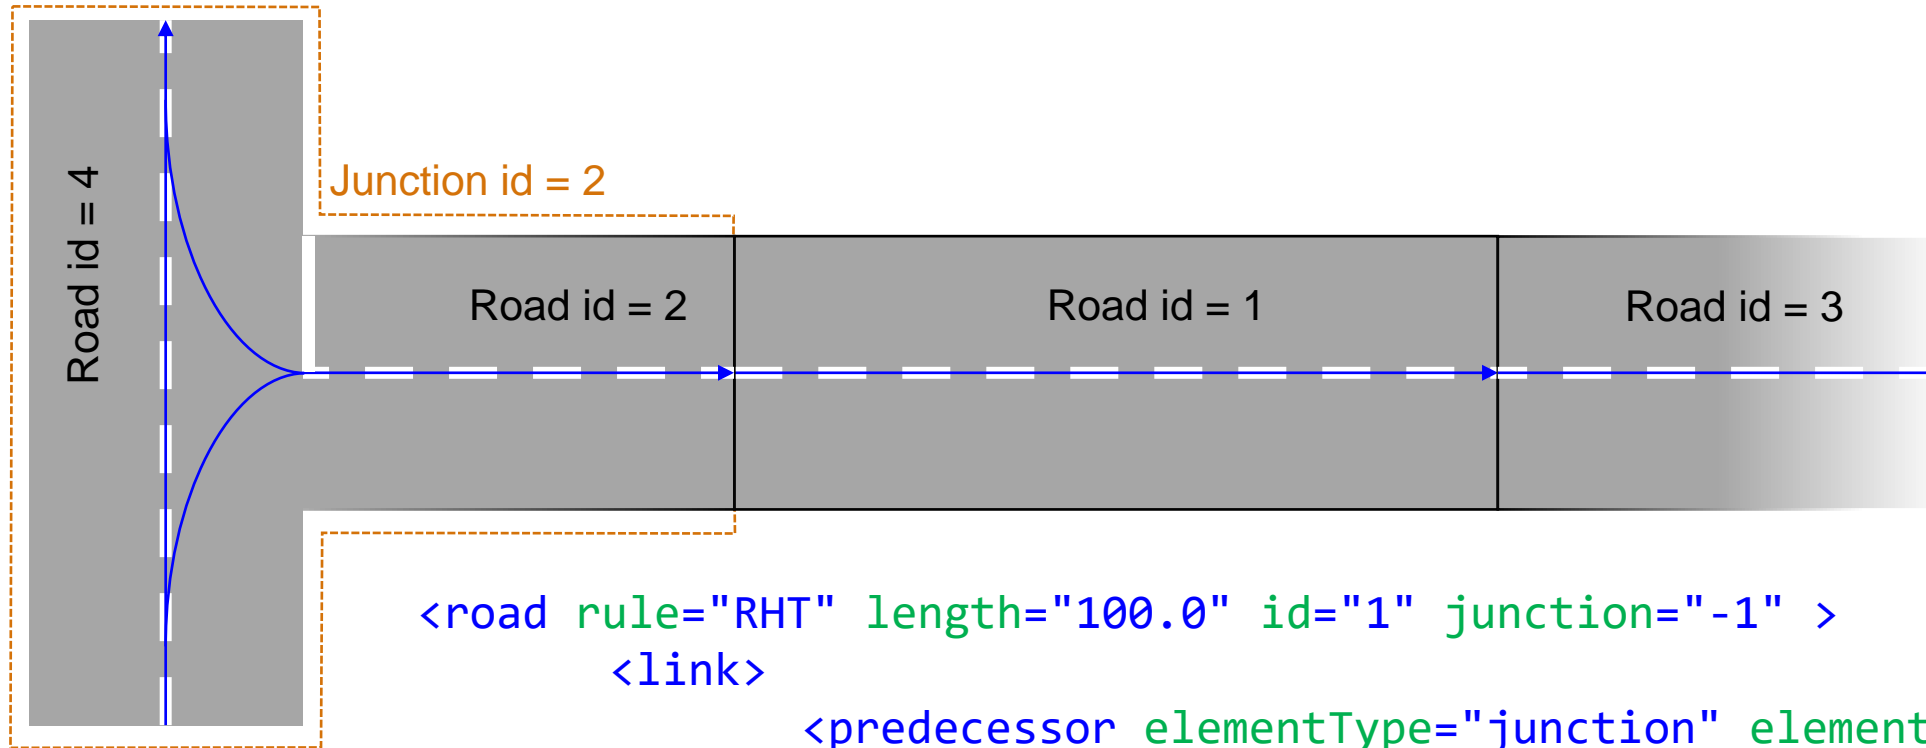 Road id = 4
Junction id = 2
Road id = 2
Road id = 1
Road id = 3
<road rule="RHT" length="100.0" id="1" junction="-1" >
<link>
<predecessor elementType="junction" element